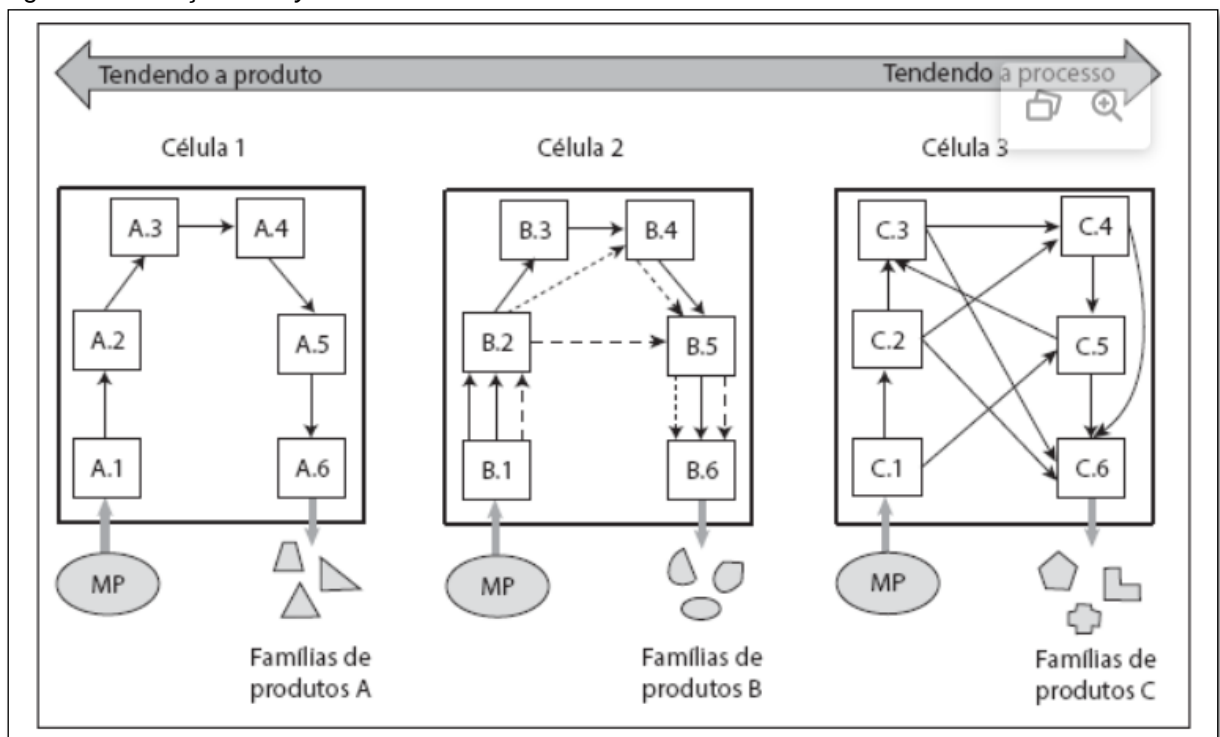 Tendendo a produto
Tendendo a processo
Célula 1
Célula 2
Célula 3
A.3
A.4
B.3
B.4
C.3
C.4
A.2
A.5
B.2
B.5
C.2
C.5
A.1
A.6
B.1
B.6
C.1
C.6
MP
MP
MP
Famílias de
produtos A
Famílias de
produtos B
Famílias de
produtos C